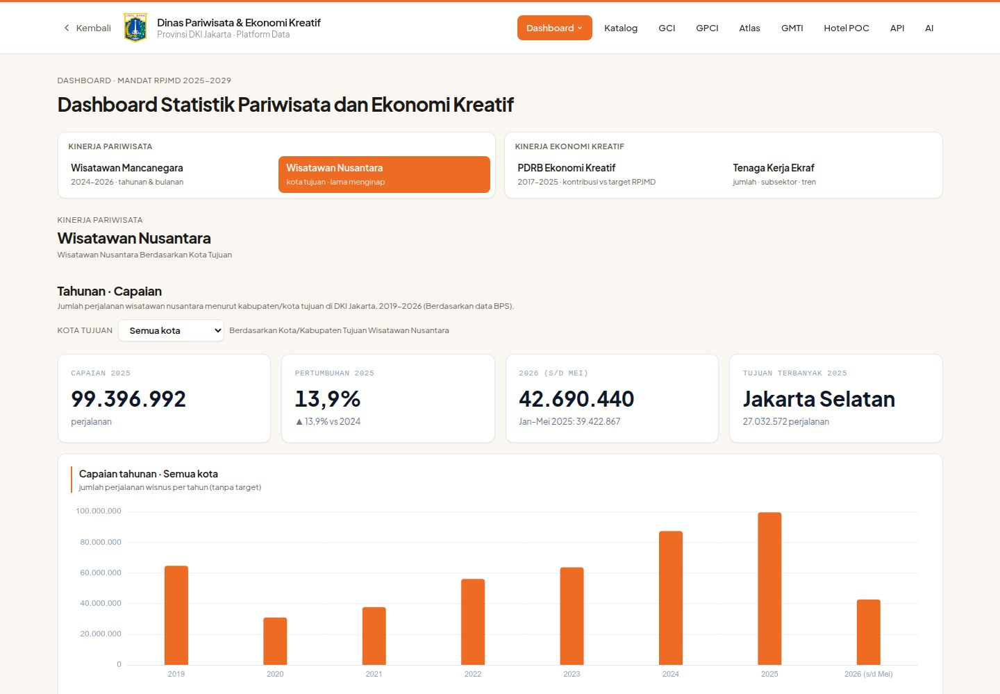 Kembali
JAYA RAYA
Dinas Pariwisata & Ekonomi Kreatif
Provinsi DKI Jakarta · Platform Data
Dashboard
Katalog
GCI
GPCI
Atlas
GMTI
Hotel POC
API
AI
DASHBOARD · MANDAT RPJMD 2025–2029
Dashboard Statistik Pariwisata dan Ekonomi Kreatif
KINERJA PARIWISATA
Wisatawan Mancanegara
2024–2026 · tahunan & bulanan
Wisatawan Nusantara
kota tujuan · lama menginap
KINERJA EKONOMI KREATIF
PDRB Ekonomi Kreatif
2017–2025 · kontribusi vs target RPJMD
Tenaga Kerja Ekraf
jumlah · subsektor · tren
KINERJA PARIWISATA
Wisatawan Nusantara
Wisatawan Nusantara Berdasarkan Kota Tujuan
Tahunan · Capaian
Jumlah perjalanan wisatawan nusantara menurut kabupaten/kota tujuan di DKI Jakarta, 2019–2026 (Berdasarkan data BPS).
KOTA TUJUAN
Semua kota
Berdasarkan Kota/Kabupaten Tujuan Wisatawan Nusantara
CAPAIAN 2025
99.396.992
perjalanan
PERTUMBUHAN 2025
13,9%
▲ 13,9% vs 2024
2026 (S/D MEI)
42.690.440
Jan–Mei 2025: 39.422.867
TUJUAN TERBANYAK 2025
Jakarta Selatan
27.032.572 perjalanan
Capaian tahunan · Semua kota
jumlah perjalanan wisnus per tahun (tanpa target)
100.000.000
80.000.000
60.000.000
40.000.000
20.000.000
0
2019
2020
2021
2022
2023
2024
2025
2026 (s/d Mei)